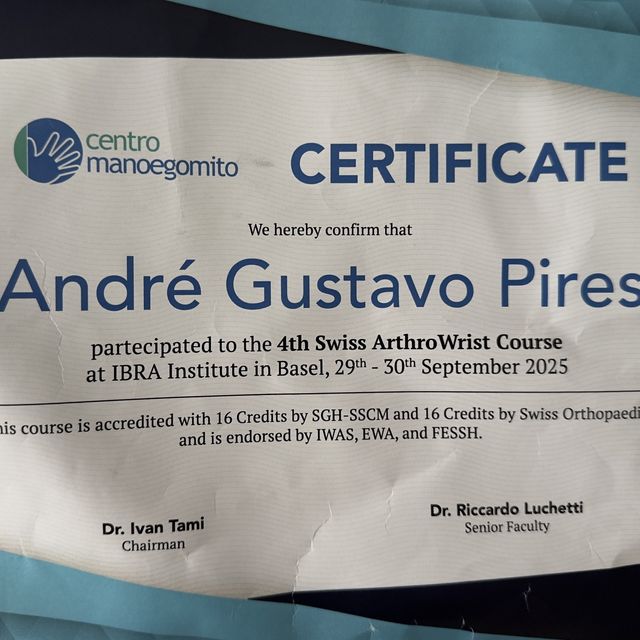 centro
manoegomito
CERTIFICATE
We hereby confirm that
André Gustavo Pires
partecipated to the 4th Swiss ArthroWrist Course
at IBRA Institute in Basel, 29th - 30th September 2025
his course is accredited with 16 Credits by SGH-SSCM and 16 Credits by Swiss Orthopaedi
and is endorsed by IWAS, EWA, and FESSH.
Dr. Ivan Tami
Chairman
Dr. Riccardo Luchetti
Senior Faculty